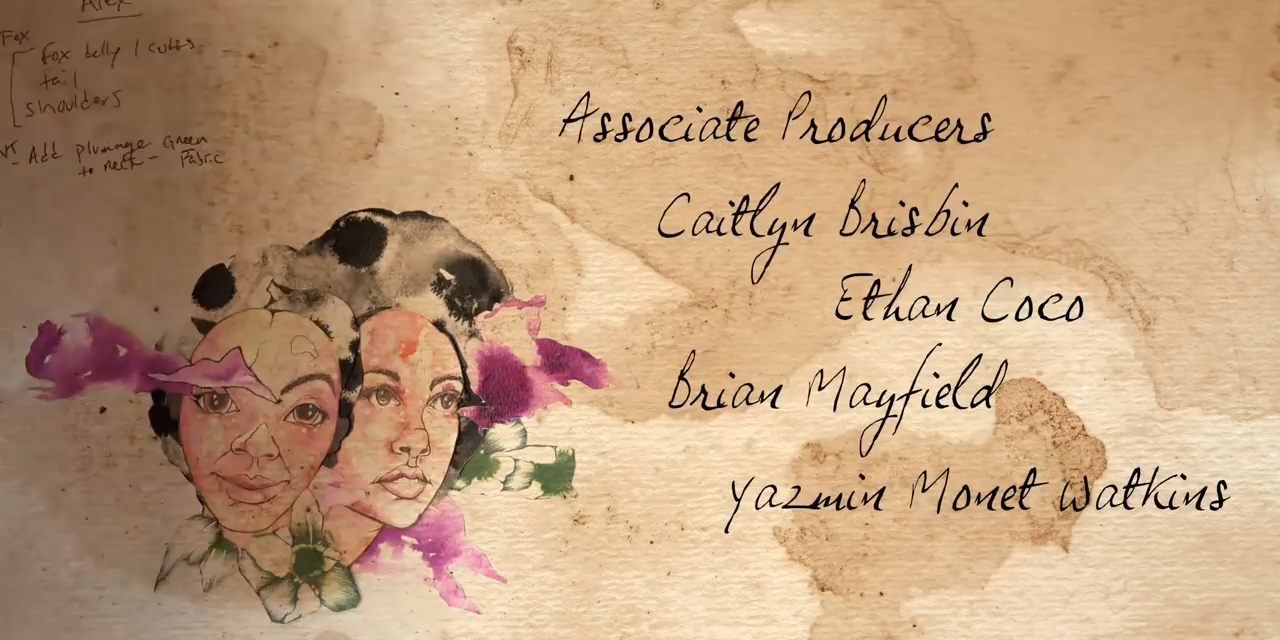 Alex
Fox
Fox belly / cuffs
tail
shoulders
- Add plumage - Green
to neck Fabric
Associate Producers
Caitlyn Brisbin
Ethan Coco
Brian Mayfield
Yazmin Monet Watkins